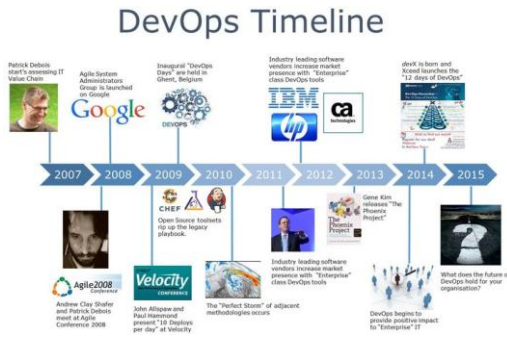 DevOps Timeline
Patrick Debois
start's assessing IT
Value Chain
Agile System
Administrators
Group is launched
on Google
Google
Inaugural "DevOps
Days" are held in
Ghent, Belgium
DEVOPS
Industry leading software
vendors increase market
presence with "Enterprise"
class DevOps tools
IBM
hp
ca
technologies
devX is born and
Xceed launches the
"12 days of DevOps"
2007
2008
2009
2010
2011
2012
2013
2014
2015
Agile2008
Conference
Andrew Clay Shafer
and Patrick Debois
meet at Agile
Conference 2008
Velocity
CONFERENCE
John Allspaw and
Paul Hammond
present "10 Deploys
per day" at Velocity
CHEF
Open Source toolsets
rip up the legacy
playbook.
The "Perfect Storm" of adjacent
methodologies occurs
Industry leading software
vendors increase market
presence with "Enterprise"
class DevOps tools
The
Phoenix
Project
Gene Kim
releases "The
Phoenix
Project"
DevOps begins to
provide positive impact
to "Enterprise" IT
What does the future of
DevOps hold for your
organisation?